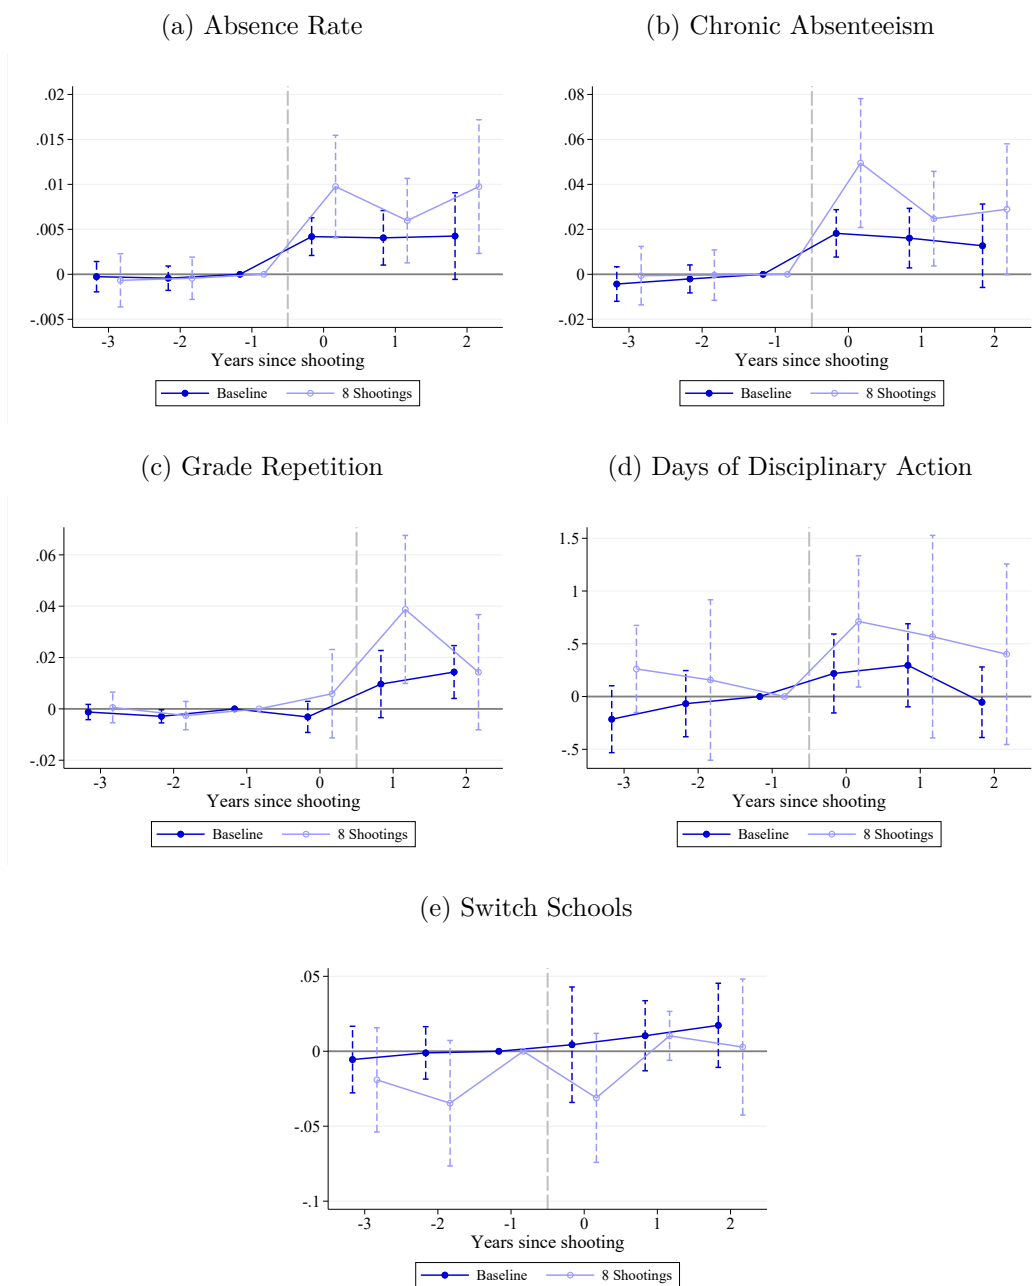 (a) Absence Rate
.02
.015
.01
.005
0
-.005
-3 -2 -1 0 1 2
Years since shooting
Baseline 8 Shootings
(b) Chronic Absenteeism
.08
.06
.04
.02
0
-.02
-3 -2 -1 0 1 2
Years since shooting
Baseline 8 Shootings
(c) Grade Repetition
.06
.04
.02
0
-.02
-3 -2 -1 0 1 2
Years since shooting
Baseline 8 Shootings
(d) Days of Disciplinary Action
1.5
1
.5
0
-.5
-3 -2 -1 0 1 2
Years since shooting
Baseline 8 Shootings
(e) Switch Schools
.05
0
-.05
-.1
-3 -2 -1 0 1 2
Years since shooting
Baseline 8 Shootings